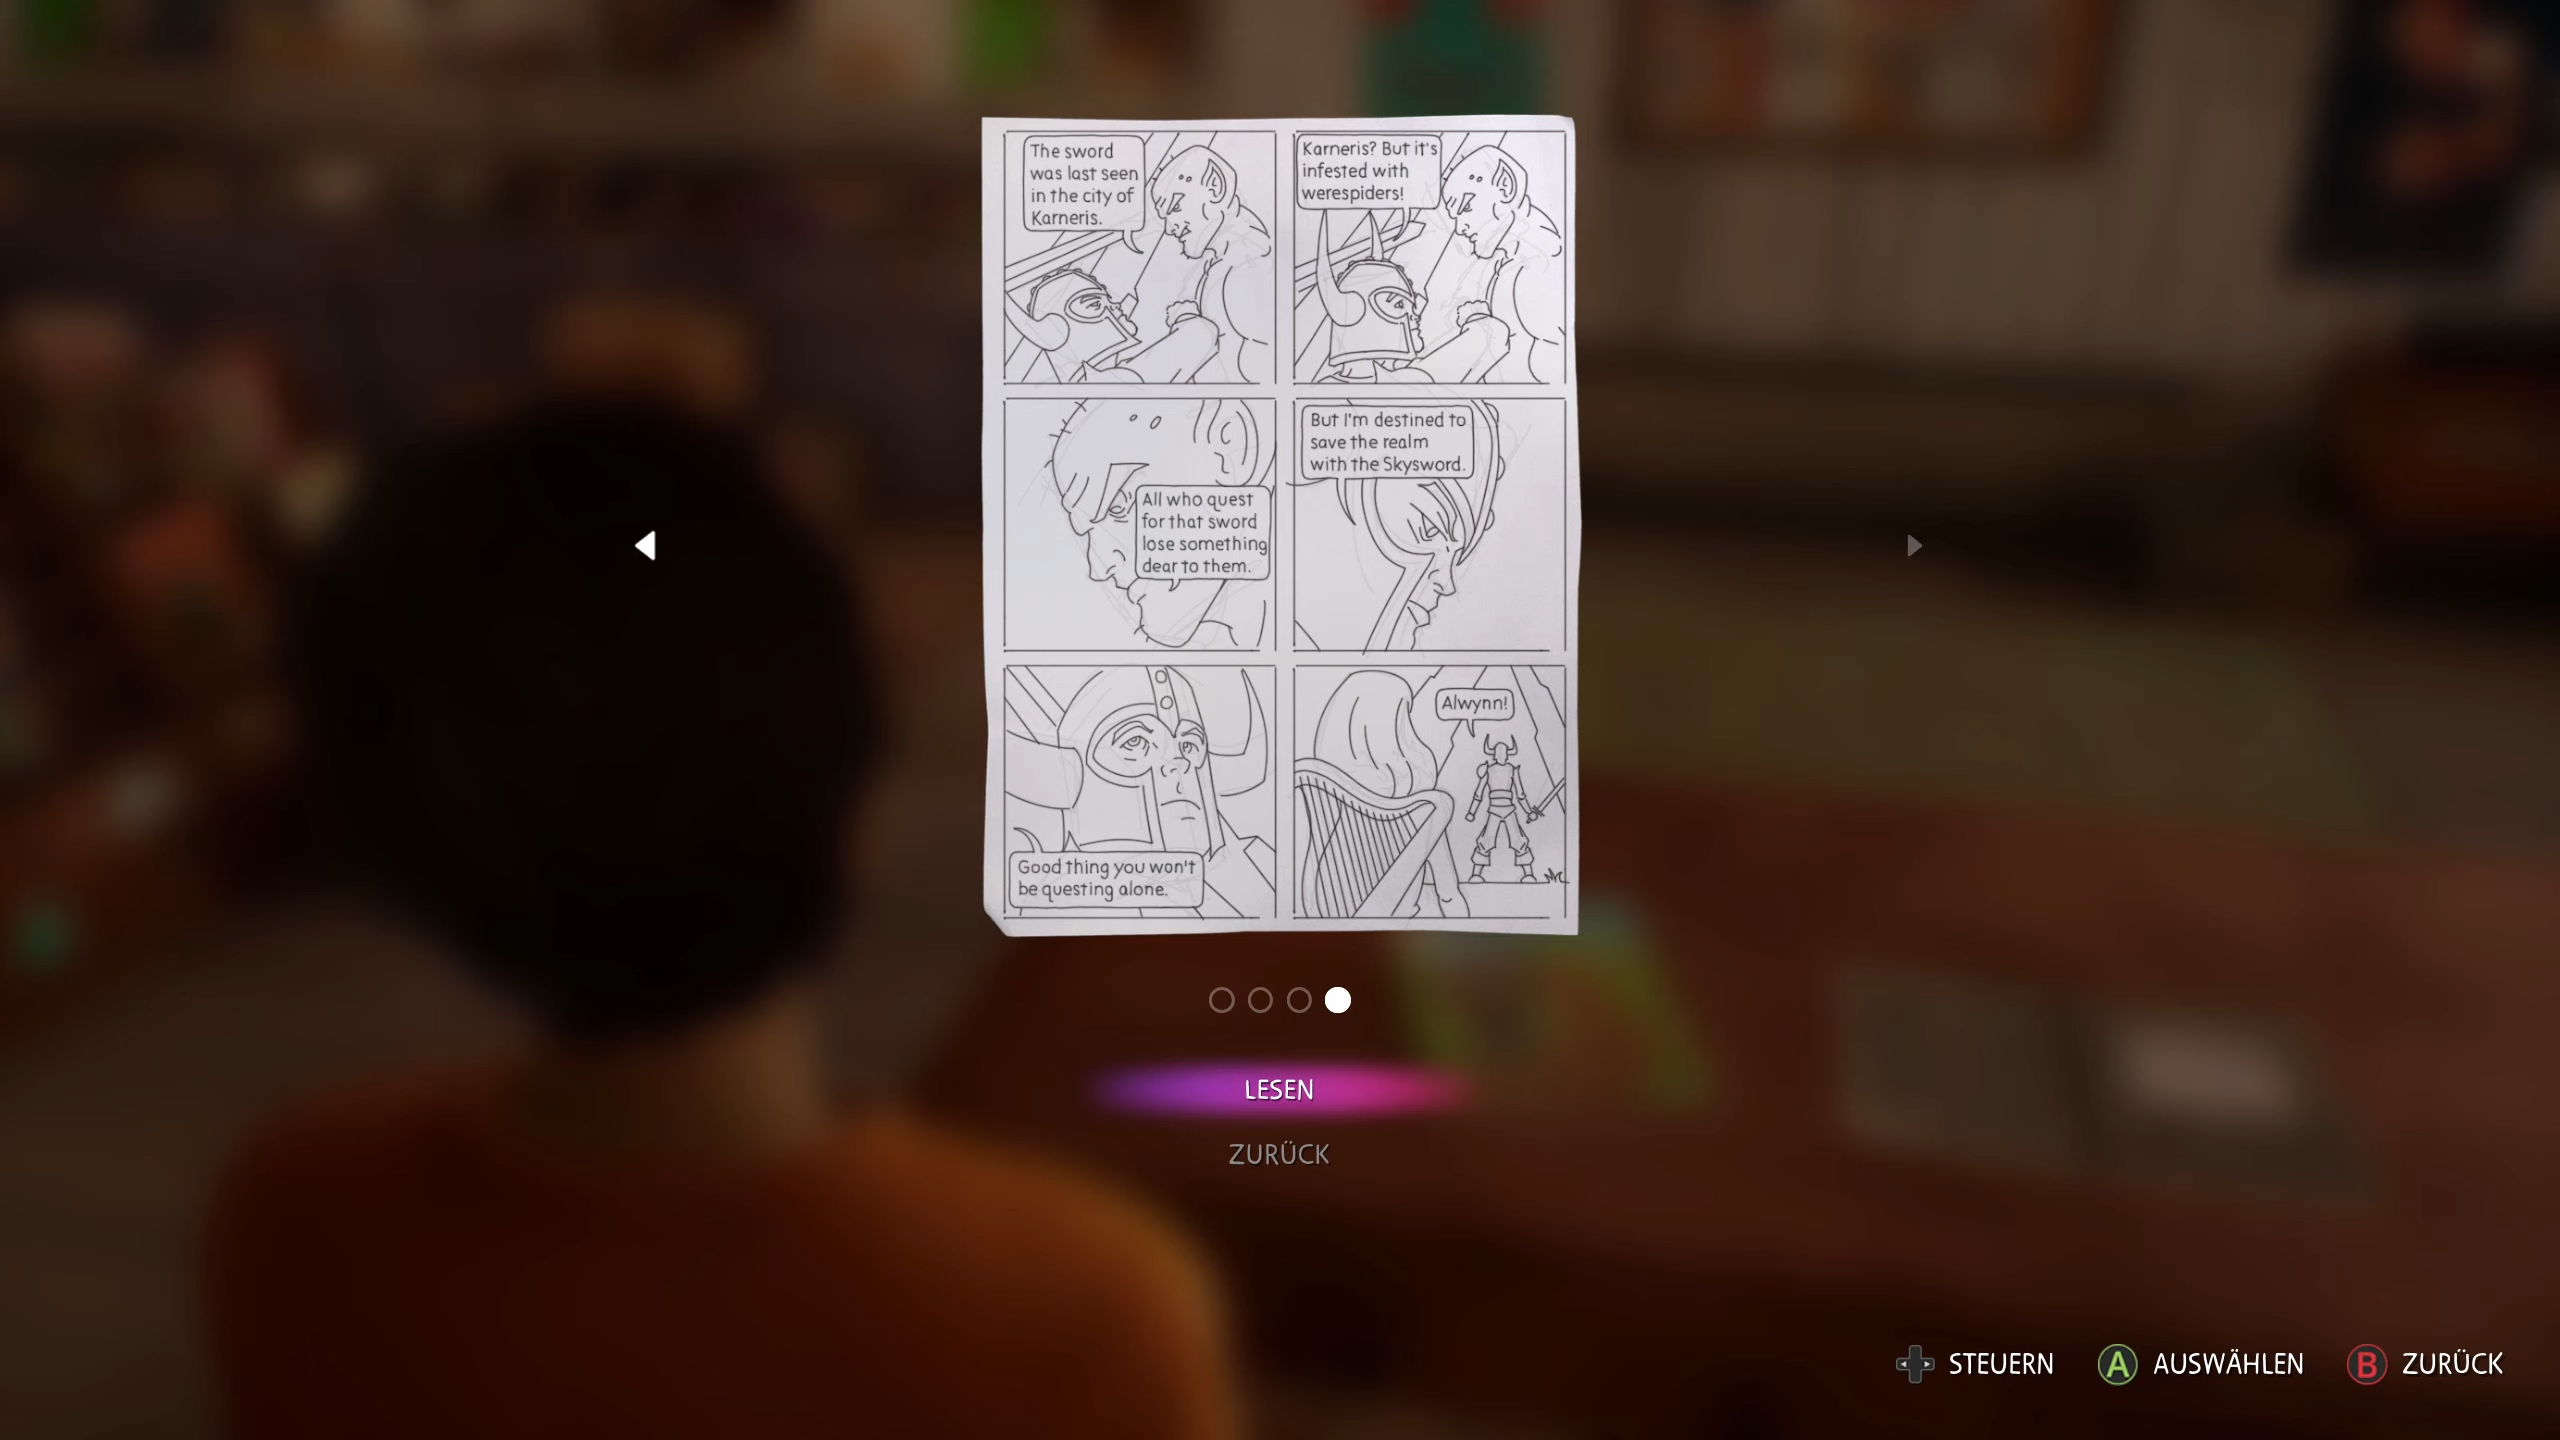 The sword
was last seen
in the city of
Karneris.
Karneris? But it's
infested with
werespiders!
All who quest
for that sword
lose something
dear to them.
But I'm destined to
save the realm
with the Skysword.
Good thing you won't
be questing alone.
Alwynn!
LESEN
ZURÜCK
STEUERN
A AUSWÄHLEN
B ZURÜCK